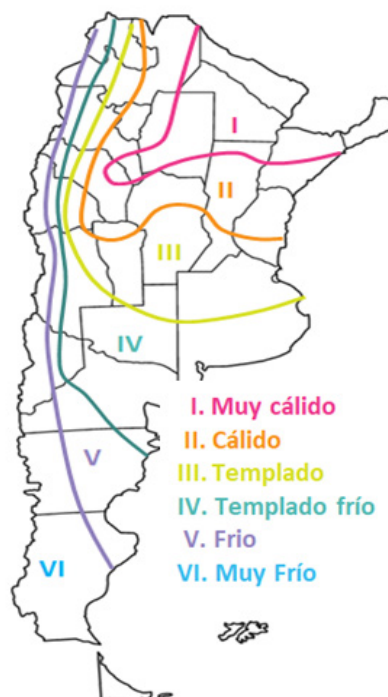 I
II
III
IV
I. Muy cálido
II. Cálido
III. Templado
V
IV. Templado frío
V. Frio
VI
VI. Muy Frío